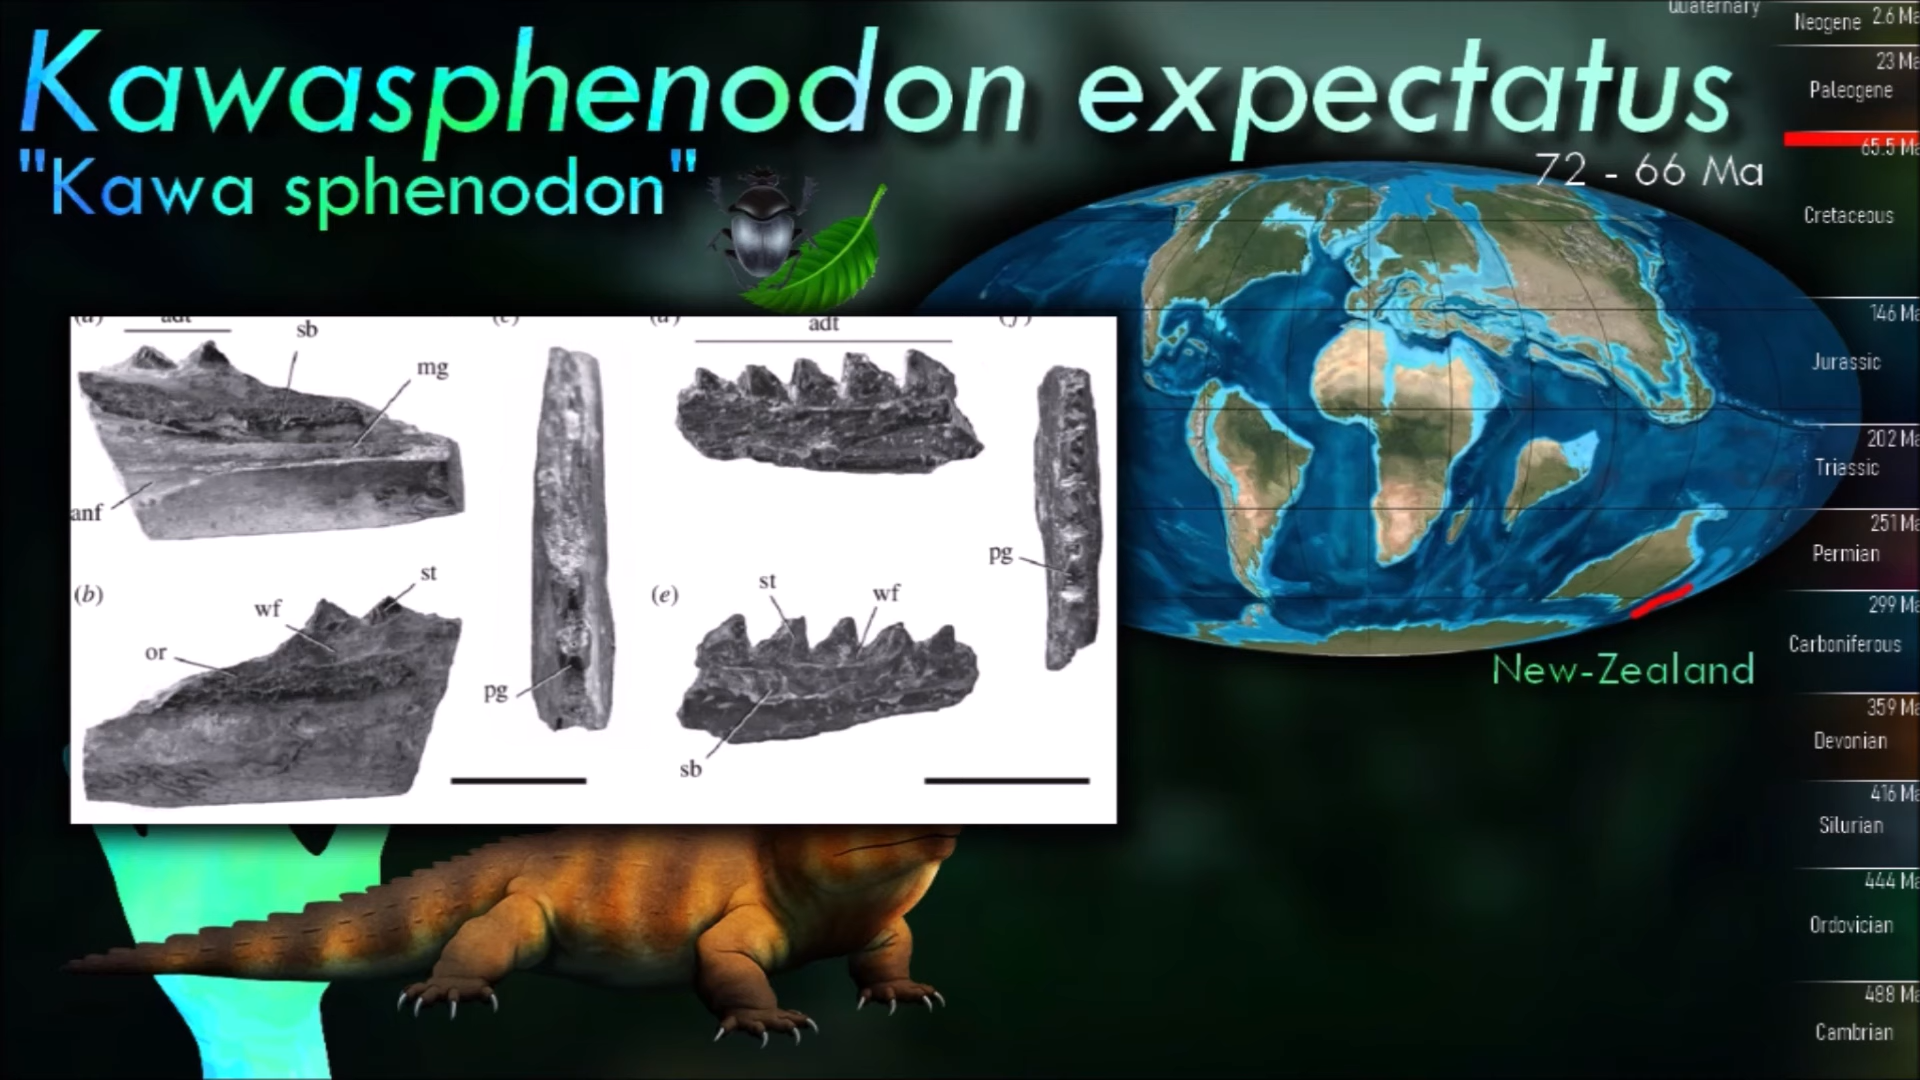 Kawasphenodon expectatus
"Kawa sphenodon"
72 - 66 Ma
New-Zealand
adt
sb
mg
anf
(b)
st
wf
or
(c)
pg
adt
(e)
st
wf
sb
pg
Quaternary
2.6 Ma
Neogene
23 Ma
Paleogene
65.5 Ma
Cretaceous
146 Ma
Jurassic
202 Ma
Triassic
251 Ma
Permian
299 Ma
Carboniferous
359 Ma
Devonian
416 Ma
Silurian
444 Ma
Ordovician
488 Ma
Cambrian